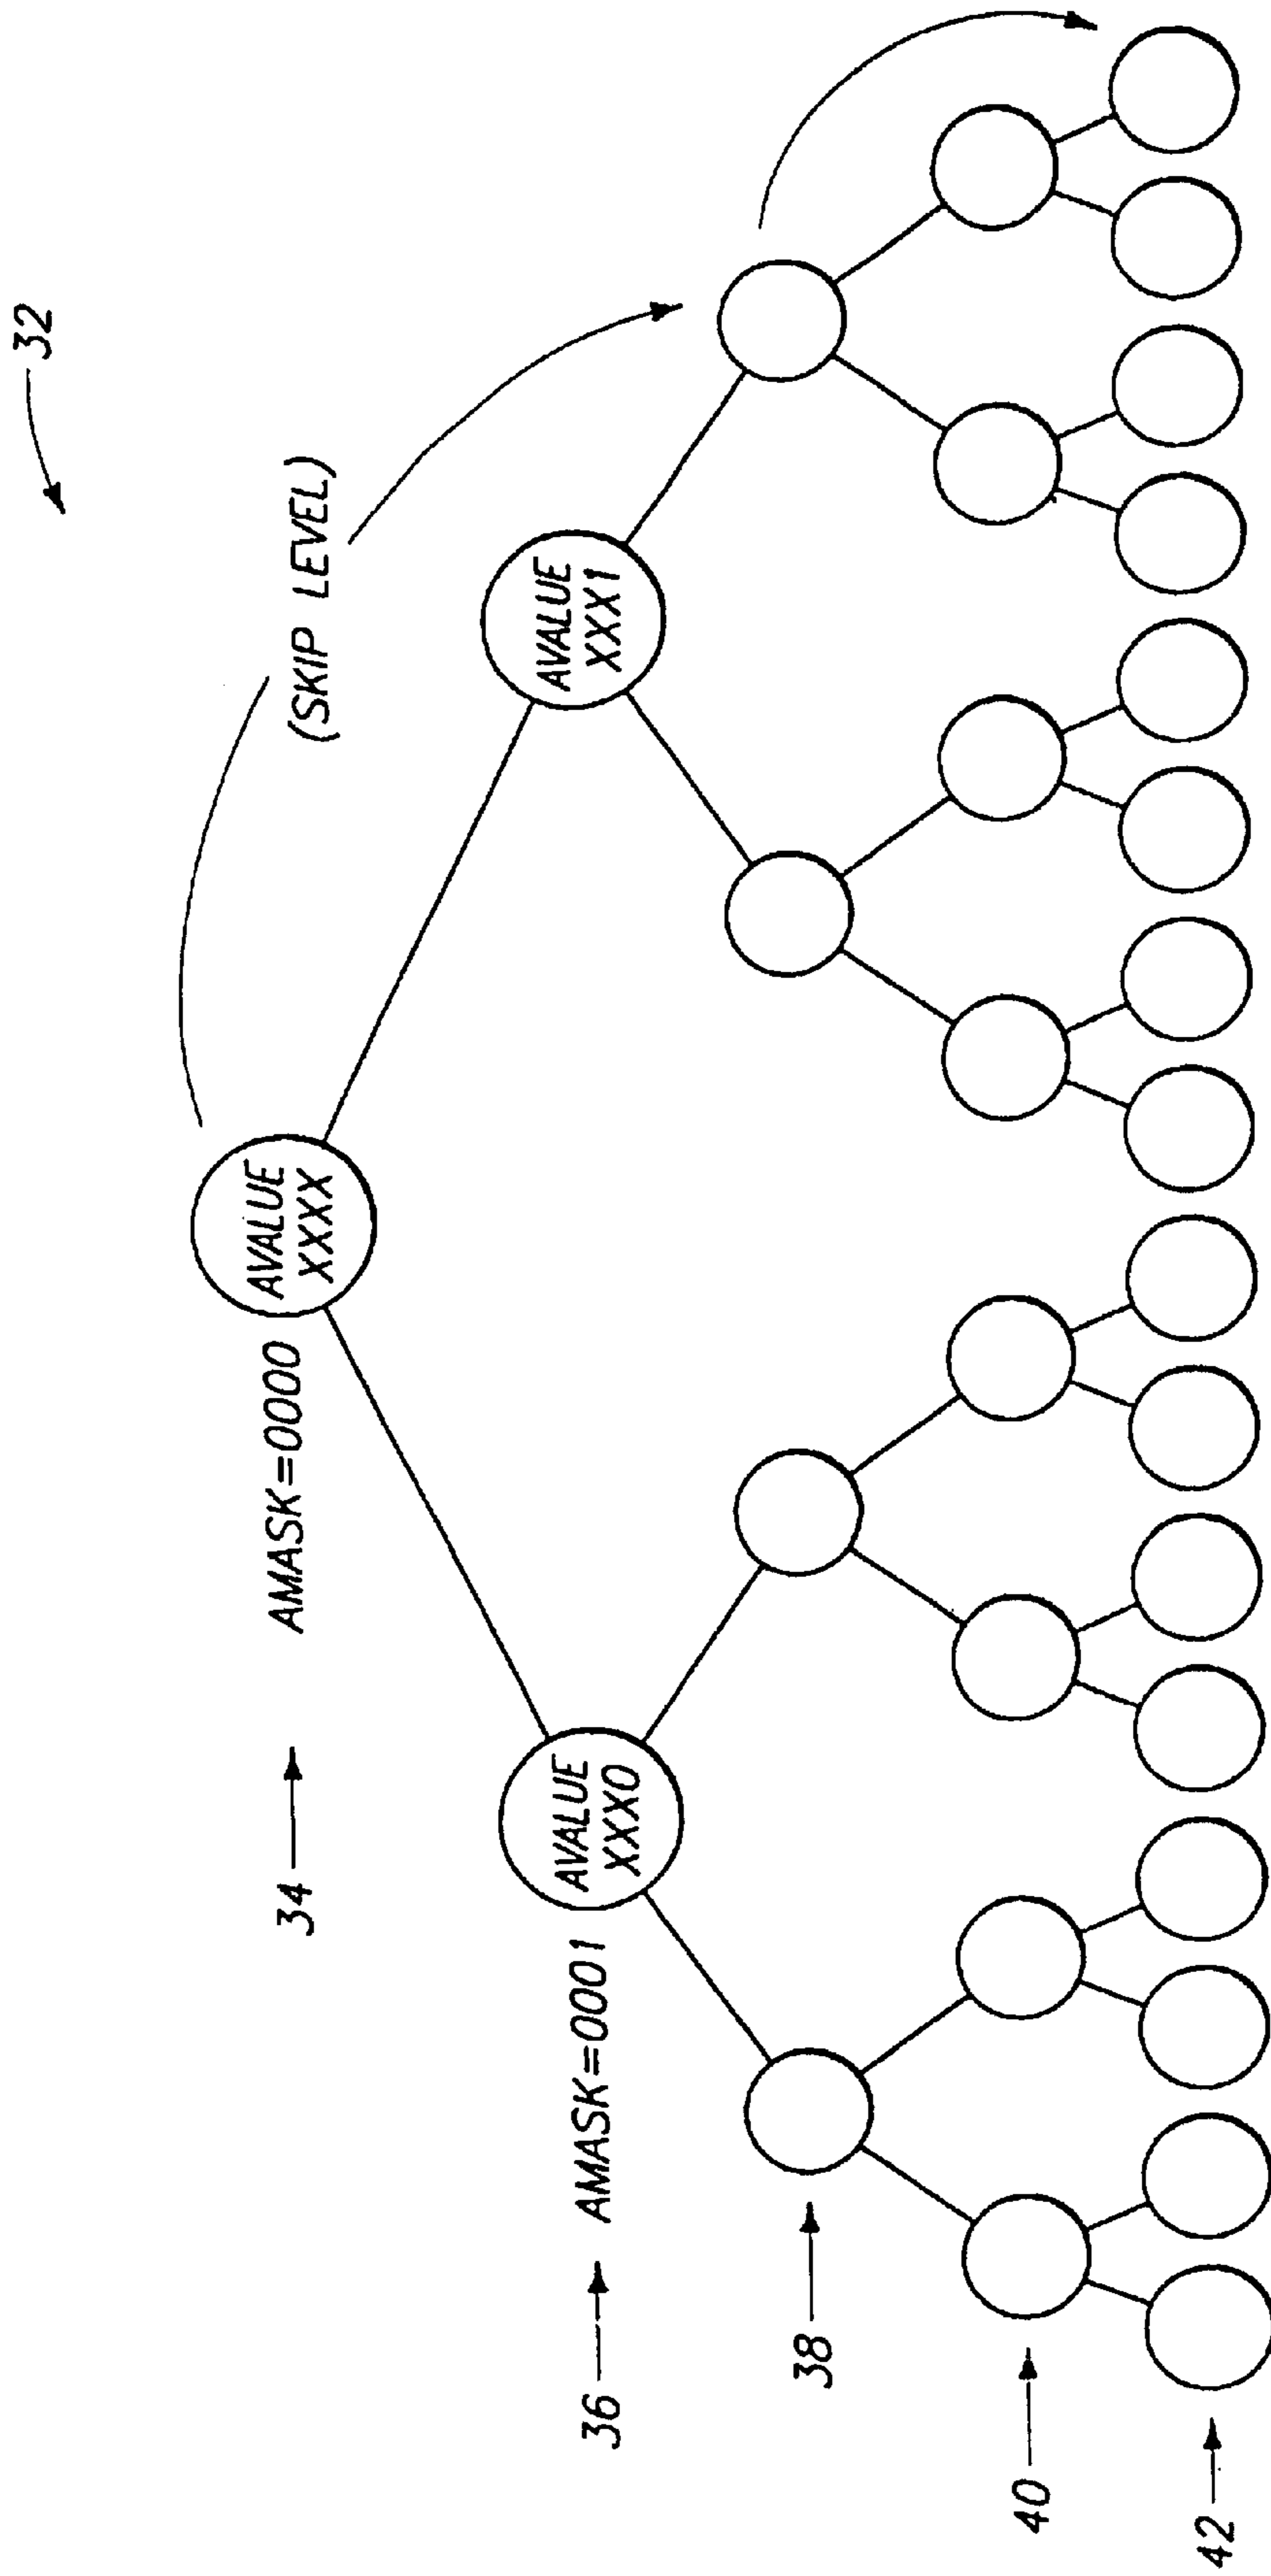 32
(SKIP LEVEL)
AVALUE
XXXX
34 AMASK=0000
AVALUE
XXX0
AVALUE
XXX1
36 AMASK=0001
38
40
42